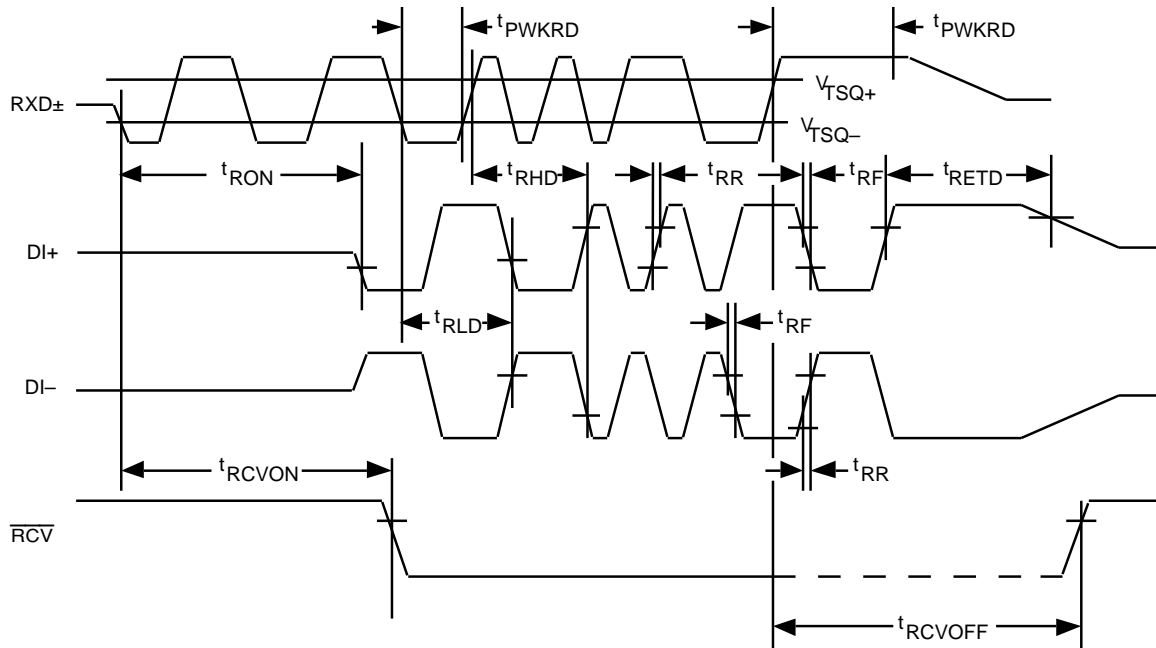 tPWKRD
tPWKRD
RXD±
VTSQ+
VTSQ–
tRON
tRHD
tRR
tRF
tRETD
DI+
tRLD
tRF
DI–
tRCVON
tRR
RCV
tRCVOFF